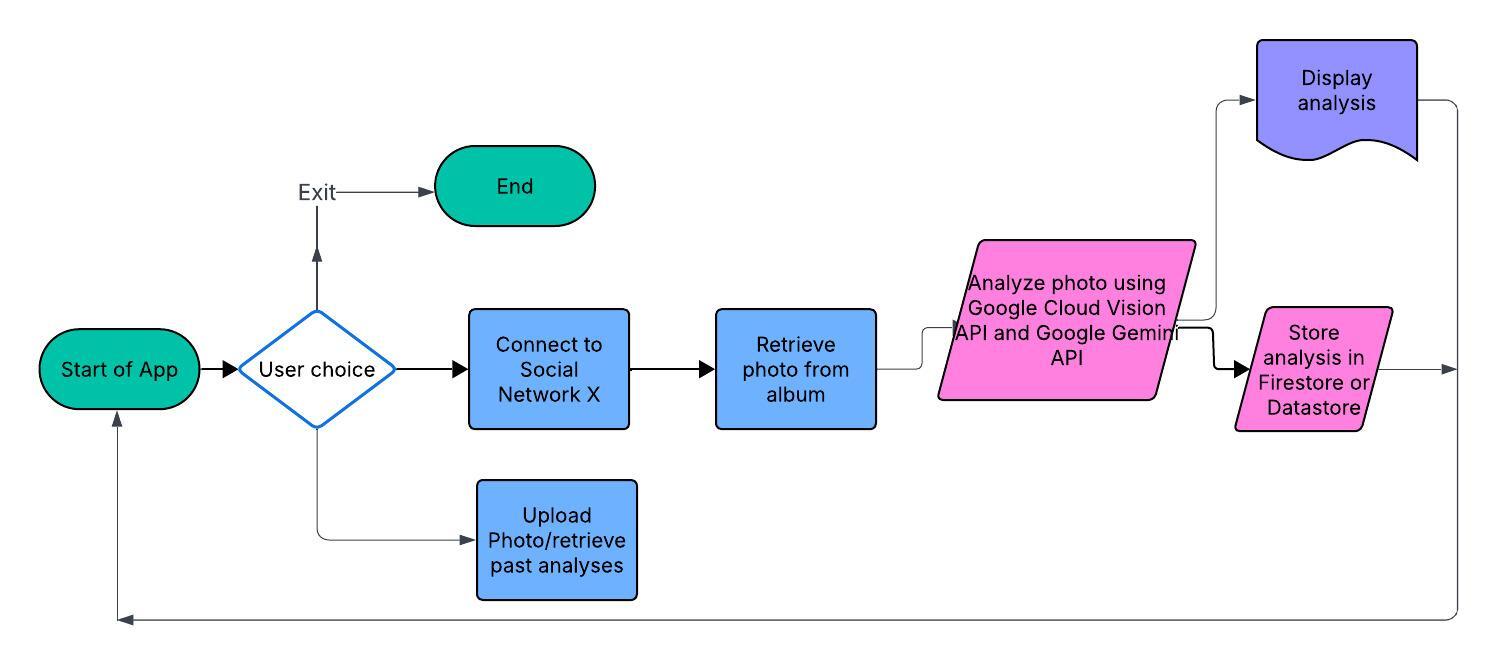 Display
analysis
Exit
End
Analyze photo using
Google Cloud Vision
API and Google Gemini
API
Start of App
User choice
Connect to
Social
Network X
Retrieve
photo from
album
Store
analysis in
Firestore or
Datastore
Upload
Photo/retrieve
past analyses